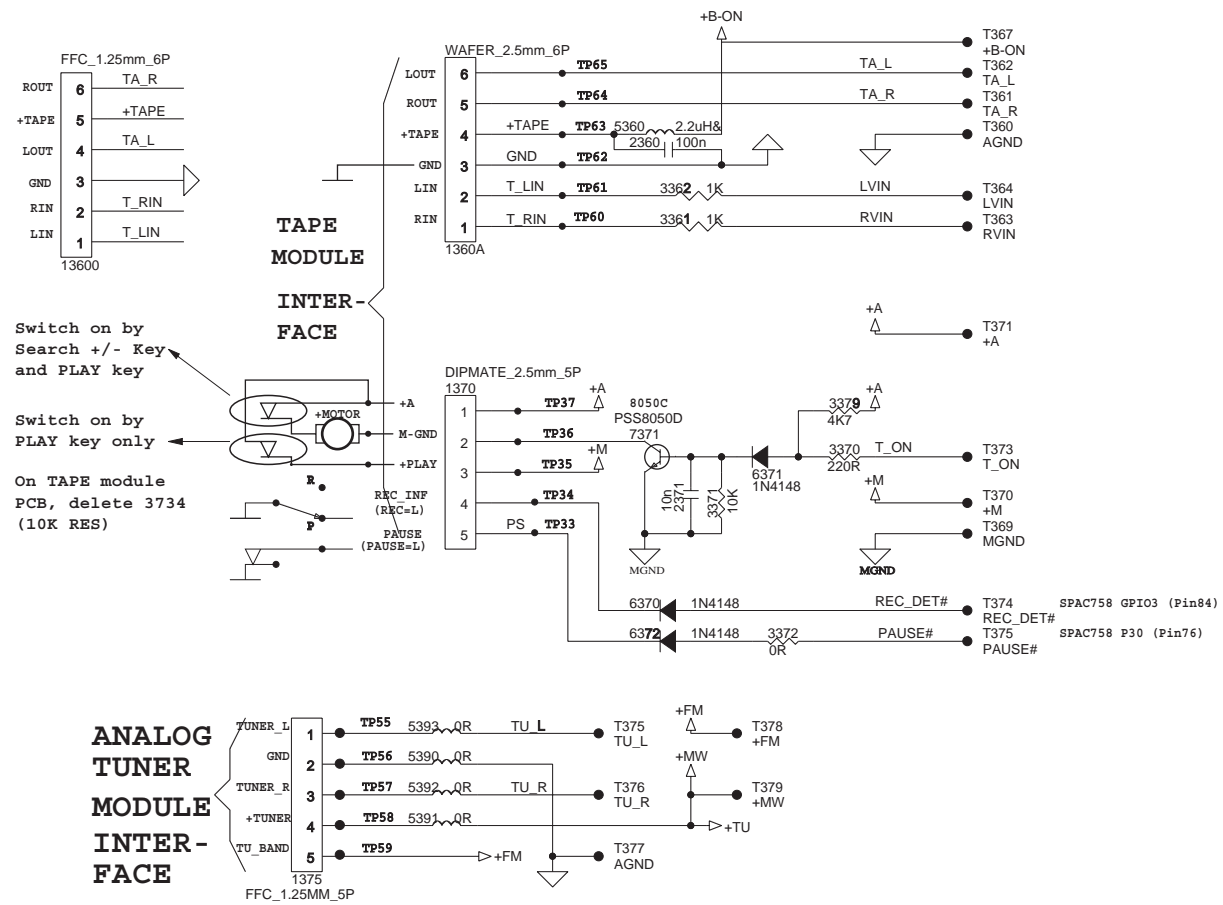 FFC_1.25mm_6P
ROUT 6 TA_R
+TAPE 5 +TAPE
LOUT 4 TA_L
GND 3
RIN 2 T_RIN
LIN 1 T_LIN
13600
TAPE
MODULE
INTER-
FACE
WAFER_2.5mm_6P
+B-ON
T367
+B-ON
LOUT 6 TP65 TA_L T362
TA_L
ROUT 5 TP64 TA_R T361
TA_R
+TAPE 4 +TAPE TP63 5360 2.2uH&
2360 100n
T360
AGND
GND 3 GND TP62
LIN 2 T_LIN TP61 3362 1K LVIN T364
LVIN
RIN 1 T_RIN TP60 3361 1K RVIN T363
RVIN
1360A
Switch on by
Search +/- Key
and PLAY key
Switch on by
PLAY key only
On TAPE module
PCB, delete 3734
(10K RES)
+MOTOR
R
P
+A
T371
+A
DIPMATE_2.5mm_5P
1370
+A 1 TP37 +A
M-GND 2 TP36
+PLAY 3 TP35 +M
REC_INF
(REC=L)
4 TP34
PAUSE
(PAUSE=L)
5 PS TP33
8050C
PSS8050D
7371
10n
2371
3371
10K
6371
1N4148
3379
4K7
+A
3370
220R
T_ON
T373
T_ON
+M
T370
+M
T369
MGND
MGND
MGND
6370 1N4148 REC_DET# T374 SPAC758 GPIO3 (Pin84)
REC_DET#
6372 1N4148 3372 PAUSE# T375 SPAC758 P30 (Pin76)
0R
PAUSE#
ANALOG
TUNER
MODULE
INTER-
FACE
TUNER_L 1 TP55 5393 0R TU_L T375
TU_L
GND 2 TP56 5390 0R
TUNER_R 3 TP57 5392 0R TU_R T376
TU_R
+TUNER 4 TP58 5391 0R +TU
TU_BAND 5 TP59 +FM T377
AGND
1375
FFC_1.25MM_5P
+FM
T378
+FM
+MW
T379
+MW